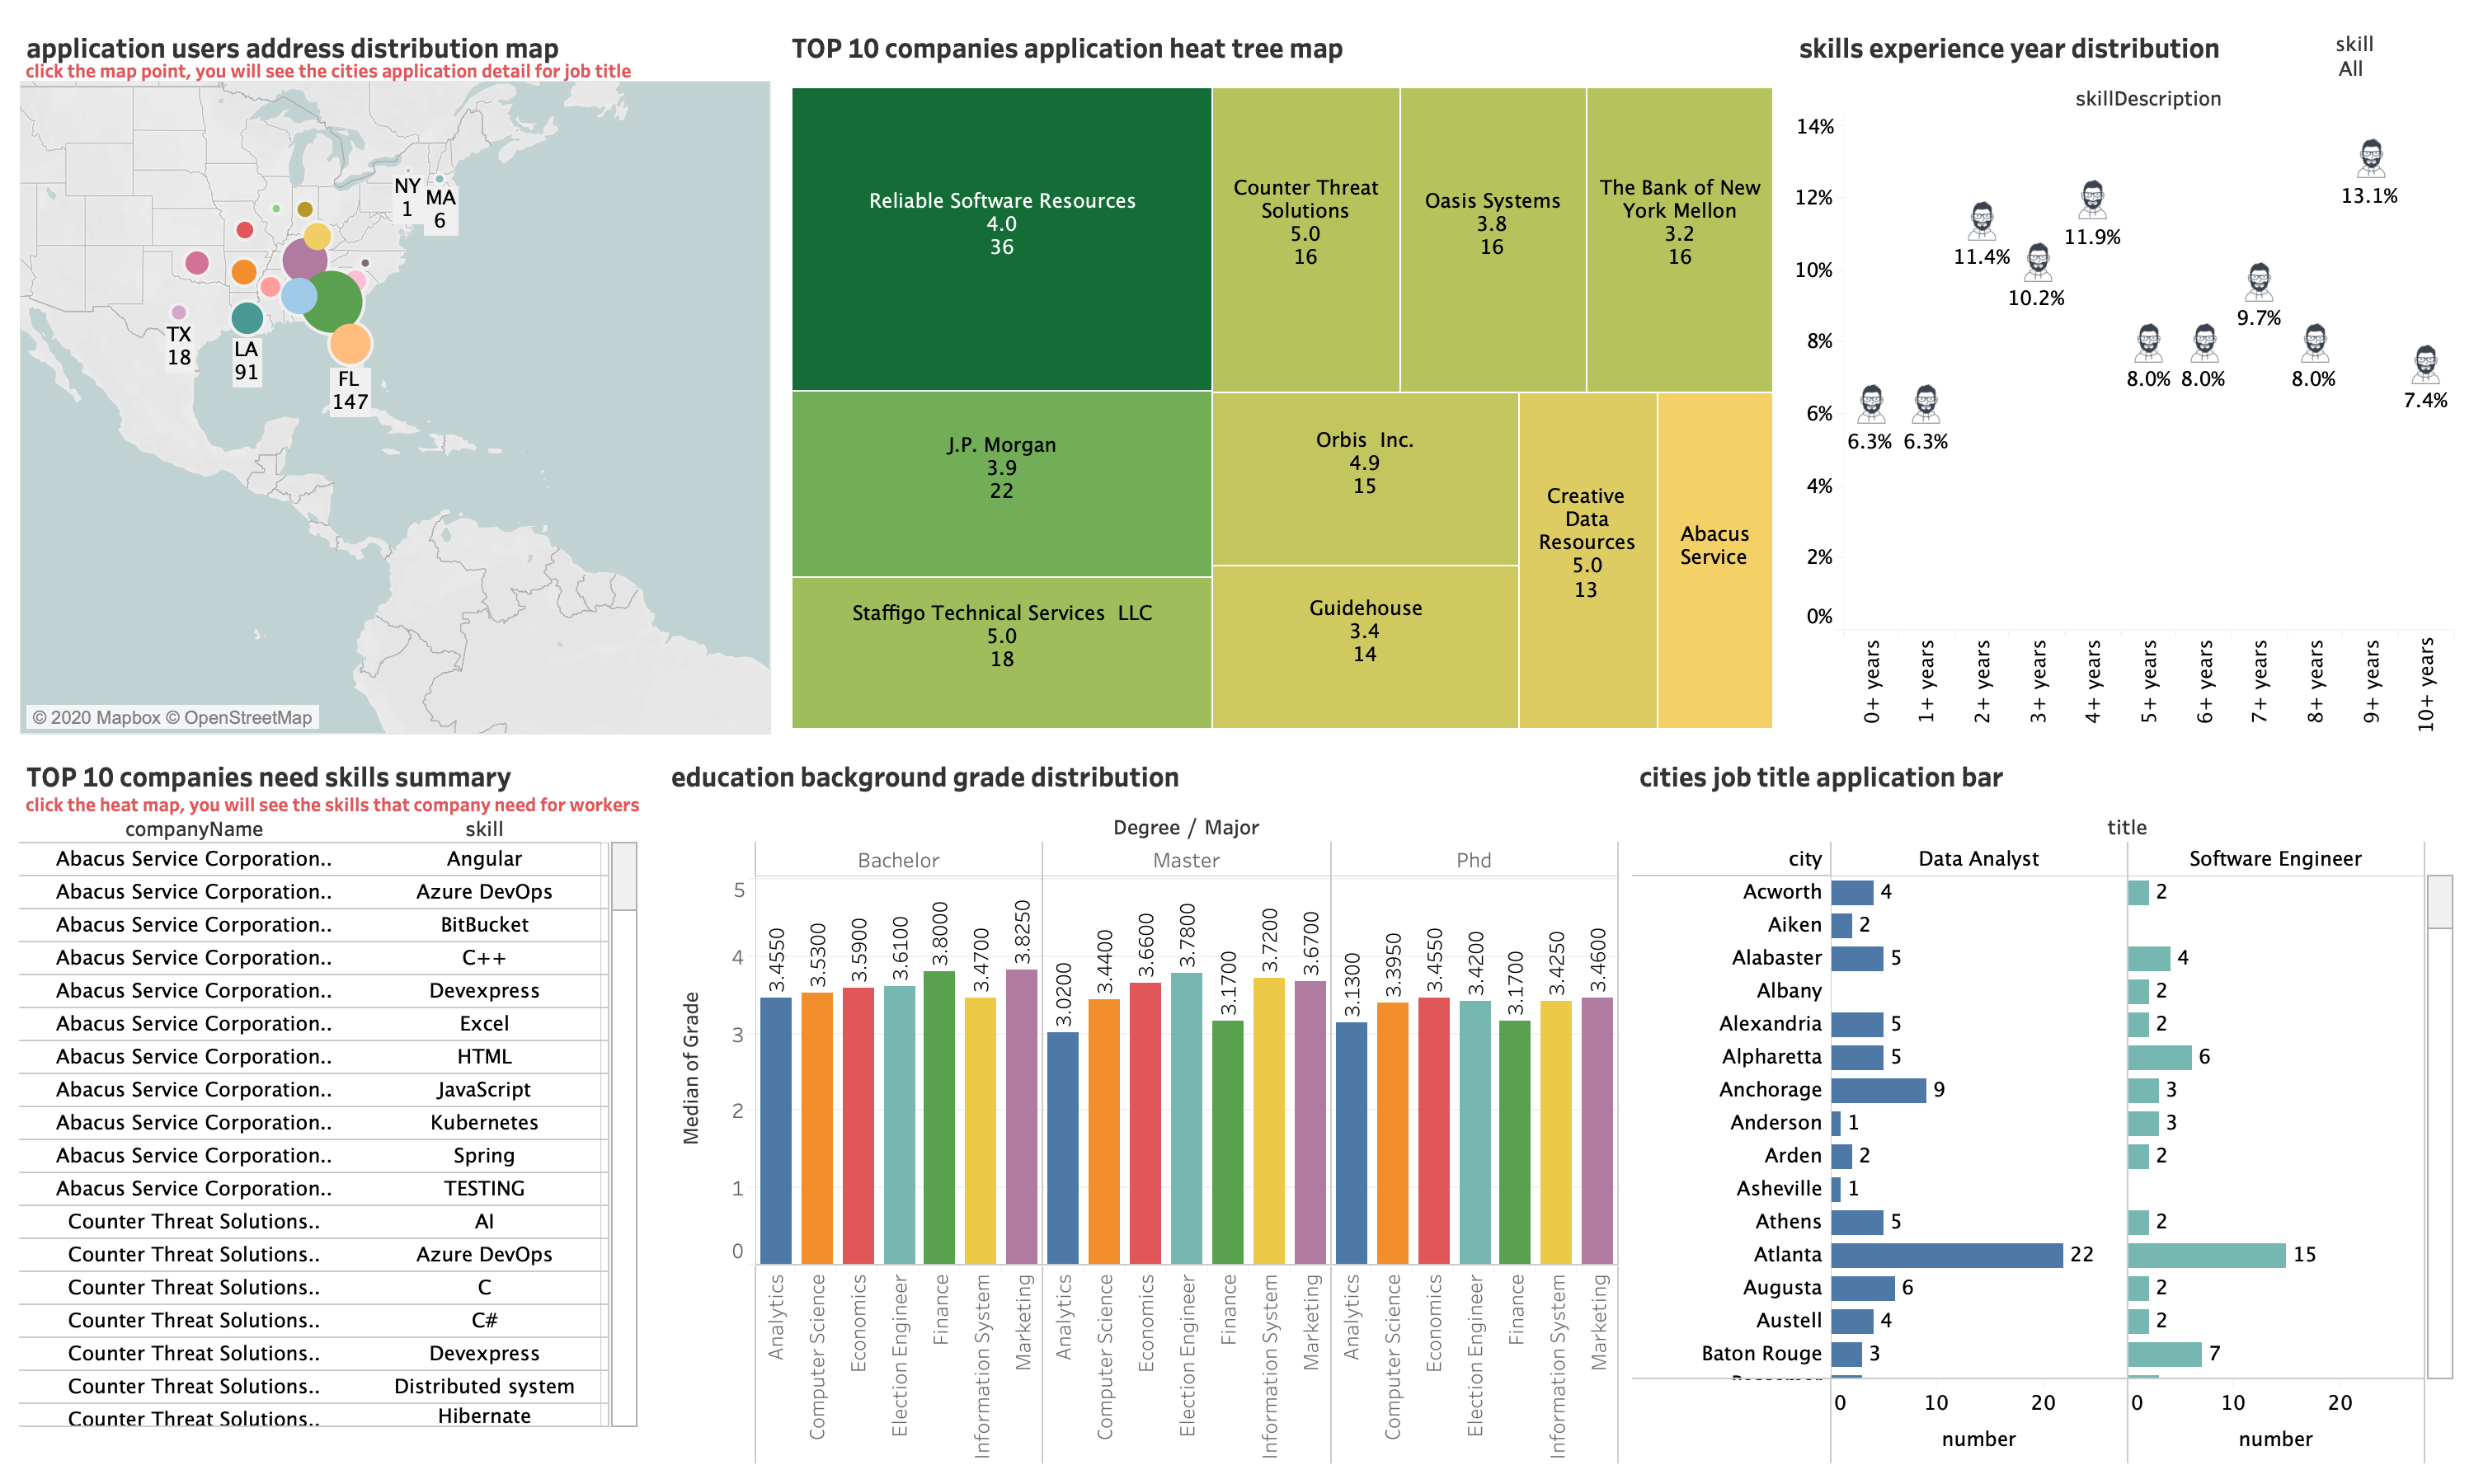 application users address distribution map
click the map point, you will see the cities application detail for job title
NY
1
MA
6
TX
18
LA
91
FL
147
© 2020 Mapbox © OpenStreetMap
TOP 10 companies application heat tree map
Reliable Software Resources
4.0
36
J.P. Morgan
3.9
22
Staffigo Technical Services LLC
5.0
18
Counter Threat
Solutions
5.0
16
Oasis Systems
3.8
16
The Bank of New
York Mellon
3.2
16
Orbis Inc.
4.9
15
Guidehouse
3.4
14
Creative
Data
Resources
5.0
13
Abacus
Service
skills experience year distribution
skill
All
skillDescription
14%
12%
10%
8%
6%
4%
2%
0%
6.3%
6.3%
11.4%
10.2%
11.9%
8.0%
8.0%
9.7%
8.0%
13.1%
7.4%
0+ years
1+ years
2+ years
3+ years
4+ years
5+ years
6+ years
7+ years
8+ years
9+ years
10+ years
TOP 10 companies need skills summary
click the heat map, you will see the skills that company need for workers
companyName skill
Abacus Service Corporation.. Angular
Abacus Service Corporation.. Azure DevOps
Abacus Service Corporation.. BitBucket
Abacus Service Corporation.. C++
Abacus Service Corporation.. Devexpress
Abacus Service Corporation.. Excel
Abacus Service Corporation.. HTML
Abacus Service Corporation.. JavaScript
Abacus Service Corporation.. Kubernetes
Abacus Service Corporation.. Spring
Abacus Service Corporation.. TESTING
Counter Threat Solutions.. AI
Counter Threat Solutions.. Azure DevOps
Counter Threat Solutions.. C
Counter Threat Solutions.. C#
Counter Threat Solutions.. Devexpress
Counter Threat Solutions.. Distributed system
Counter Threat Solutions.. Hibernate
education background grade distribution
Degree / Major
Bachelor Master Phd
Median of Grade
5
4
3
2
1
0
3.4550
3.5300
3.5900
3.6100
3.8000
3.4700
3.8250
3.0200
3.4400
3.6600
3.7800
3.1700
3.7200
3.6700
3.1300
3.3950
3.4550
3.4200
3.1700
3.4250
3.4600
Analytics
Computer Science
Economics
Election Engineer
Finance
Information System
Marketing
Analytics
Computer Science
Economics
Election Engineer
Finance
Information System
Marketing
Analytics
Computer Science
Economics
Election Engineer
Finance
Information System
Marketing
cities job title application bar
title
city Data Analyst Software Engineer
Acworth 4 2
Aiken 2
Alabaster 5 4
Albany 2
Alexandria 5 2
Alpharetta 5 6
Anchorage 9 3
Anderson 1 3
Arden 2 2
Asheville 1
Athens 5 2
Atlanta 22 15
Augusta 6 2
Austell 4 2
Baton Rouge 3 7
0 10 20 0 10 20
number number